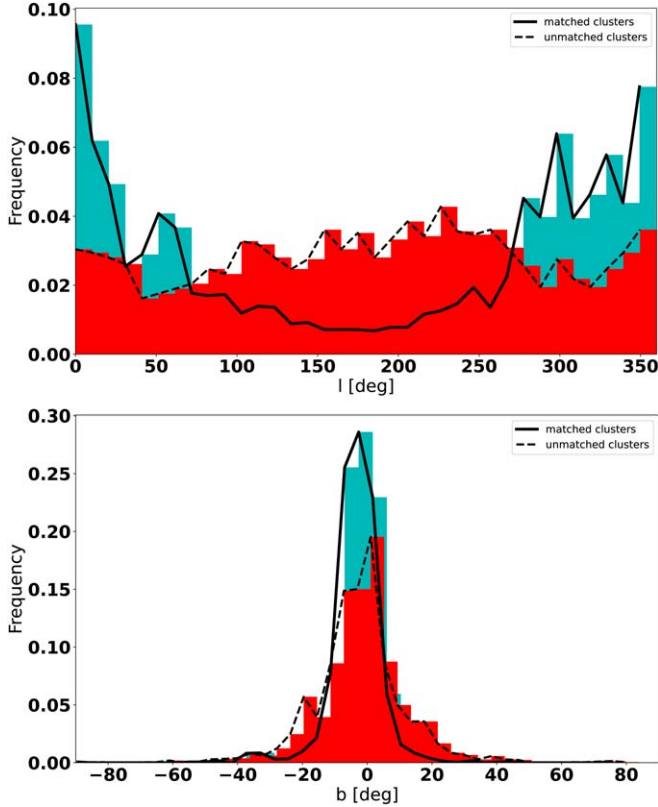 0.10
matched clusters
unmatched clusters
0.08
0.06
Frequency
0.04
0.02
0.00
0 50 100 150 200 250 300 350
l [deg]
0.30
matched clusters
unmatched clusters
0.25
0.20
Frequency
0.15
0.10
0.05
0.00
−80 −60 −40 −20 0 20 40 60 80
b [deg]